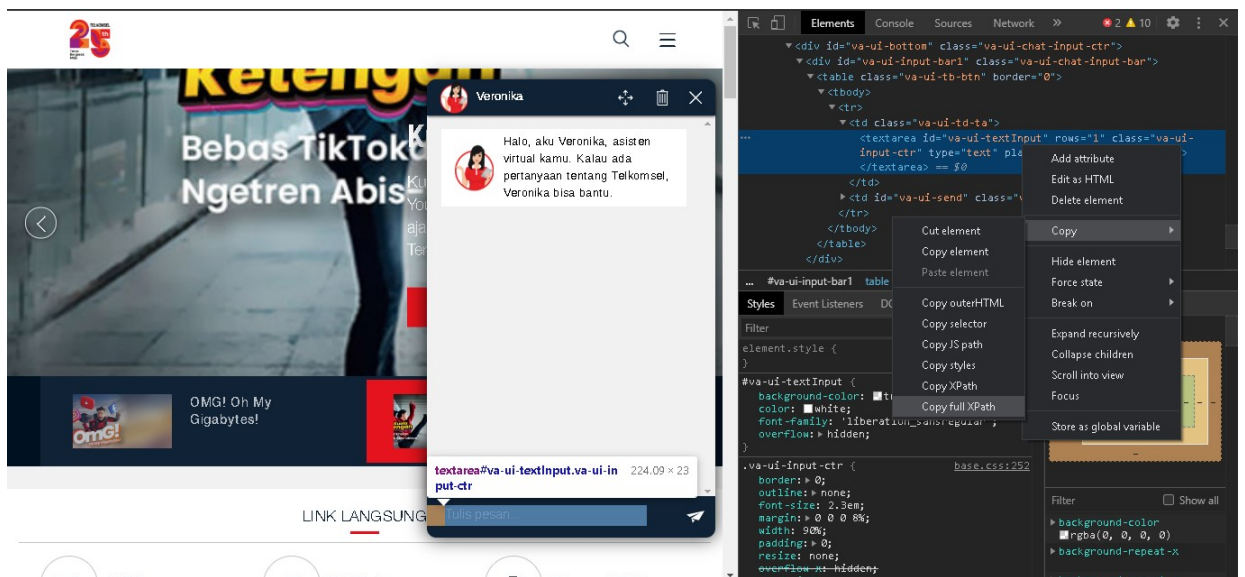 TELKOMSEL
25th
Ketengan
Bebas TikTok
Ngetren Abis
OMG! Oh My
Gigabytes!
OMG!
LINK LANGSUNG
Veronika
Halo, aku Veronika, asisten
virtual kamu. Kalau ada
pertanyaan tentang Telkomsel,
Veronika bisa bantu.
textarea#va-ui-textInput.va-ui-in
put-ctr
224.09 × 23
Tulis pesan...
Elements Console Sources Network » 2 10
▼<div id="va-ui-bottom" class="va-ui-chat-input-ctr">
▼<div id="va-ui-input-bar1" class="va-ui-chat-input-bar">
▼<table class="va-ui-tb-btn" border="0">
▼<tbody>
▼<tr>
▼<td class="va-ui-td-ta">
<textarea id="va-ui-textInput" rows="1" class="va-ui-
input-ctr" type="text" pla
</textarea> == $0
</td>
▶<td id="va-ui-send" class="
</tr>
</tbody>
</table>
</div>
... #va-ui-input-bar1 table
Add attribute
Edit as HTML
Delete element
Copy
Hide element
Force state
Break on
Expand recursively
Collapse children
Scroll into view
Focus
Store as global variable
Cut element
Copy element
Paste element
Copy outerHTML
Copy selector
Copy JS path
Copy styles
Copy XPath
Copy full XPath
Styles Event Listeners
Filter
element.style {
}
#va-ui-textInput {
background-color:
color: white;
font-family: 'liberation_sansregular';
overflow:▶ hidden;
}
.va-ui-input-ctr { base.css:252
border:▶ 0;
outline:▶ none;
font-size: 2.3em;
margin:▶ 0 0 0 8%;
width: 90%;
padding:▶ 0;
resize: none;
overflow-x: hidden;
Filter Show all
▶background-color
rgba(0, 0, 0, 0)
▶background-repeat-x